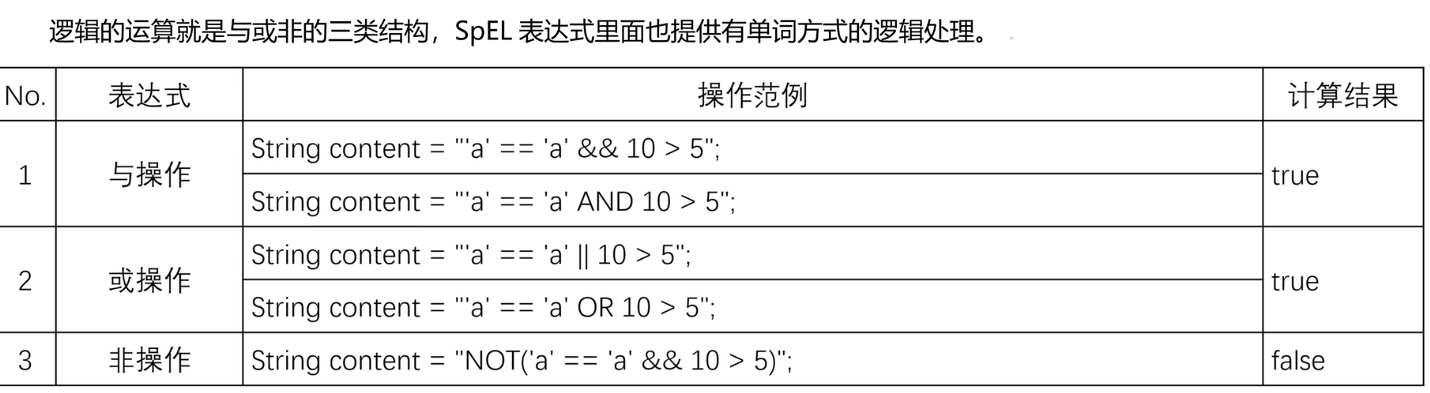 逻辑的运算就是与或非的三类结构，SpEL 表达式里面也提供有单词方式的逻辑处理。
No. 表达式 操作范例 计算结果
1 与操作 String content = "'a' == 'a' && 10 > 5"; true
String content = "'a' == 'a' AND 10 > 5";
2 或操作 String content = "'a' == 'a' || 10 > 5"; true
String content = "'a' == 'a' OR 10 > 5";
3 非操作 String content = "NOT('a' == 'a' && 10 > 5)"; false